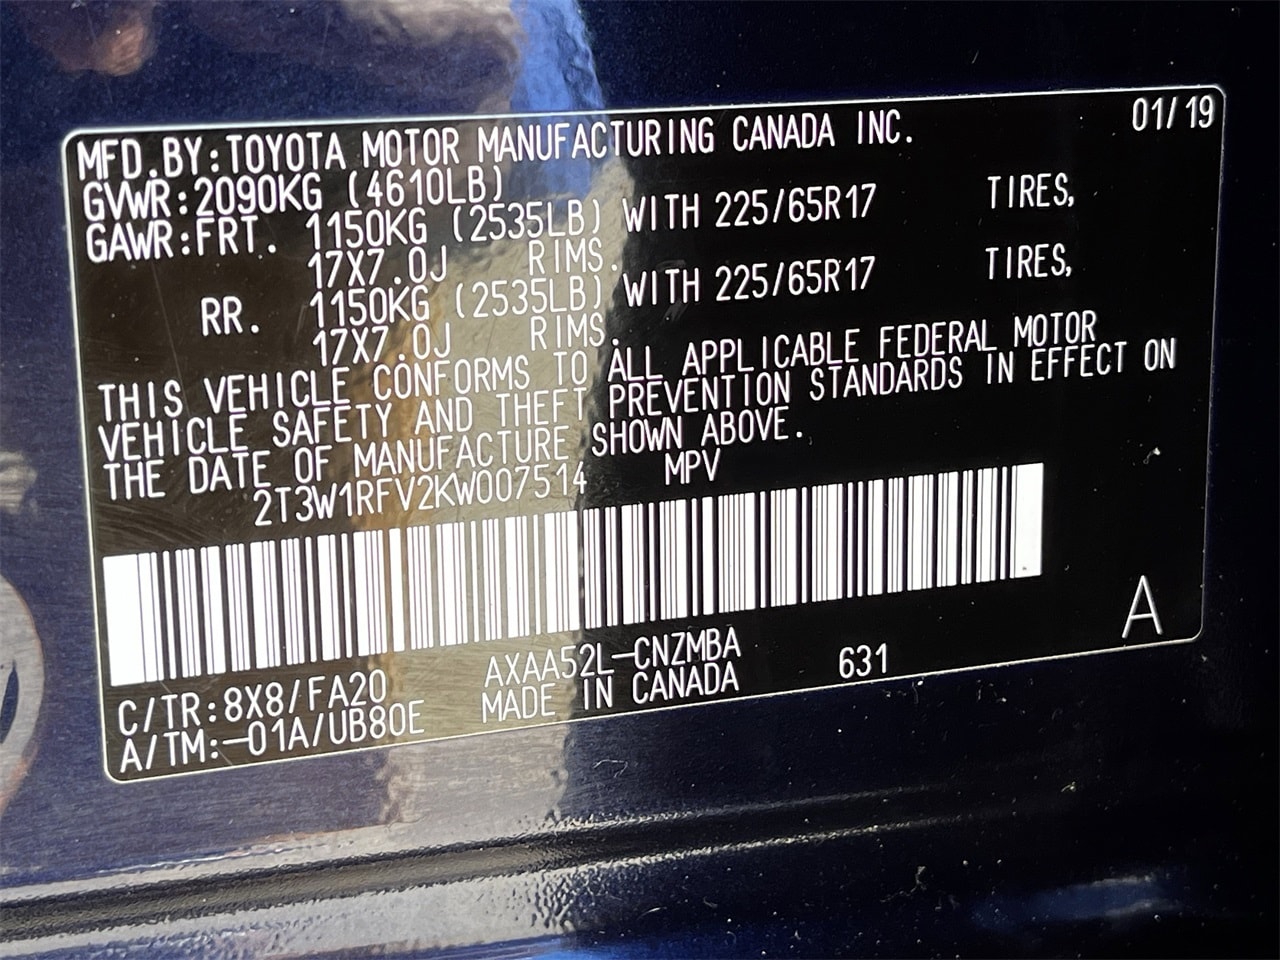 01/19
MFD.BY:TOYOTA MOTOR MANUFACTURING CANADA INC.
GVWR:2090KG (4610LB)
GAWR:FRT. 1150KG (2535LB) WITH 225/65R17 TIRES,
17X7.0J RIMS.
RR. 1150KG (2535LB) WITH 225/65R17 TIRES,
17X7.0J RIMS.
THIS VEHICLE CONFORMS TO ALL APPLICABLE FEDERAL MOTOR
VEHICLE SAFETY AND THEFT PREVENTION STANDARDS IN EFFECT ON
THE DATE OF MANUFACTURE SHOWN ABOVE.
2T3W1RFV2KW007514 MPV
C/TR:8X8/FA20 AXAA52L-CNZMBA 631 A
A/TM:-01A/UB80E MADE IN CANADA